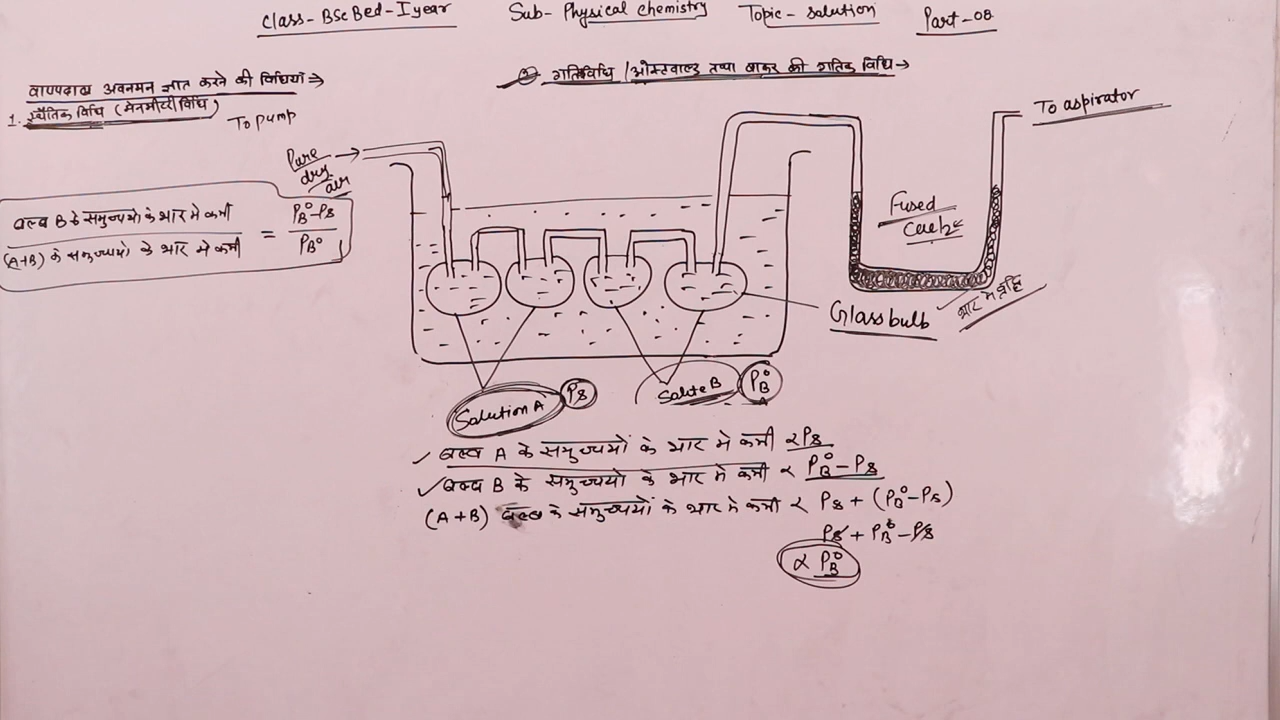 Class-BSc Bed-I year Sub- Physical chemistry Topic- solution Part-08
वाष्पदाब अवनमन ज्ञात करने की विधियाँ →
1. स्थैतिक विधि (मेनोमीटरी विधि)
② गतिविधि / ओस्टवाल्ड तथा वाकर की गतिक विधि →
To pump
Pure dry air →
To aspirator
बल्ब B के समुच्चयो के भार मे कमी / (A+B) के समुच्चयो के भार मे कमी = PB° - Ps / PB°
Fused
भार मे वृद्धि
Glass bulb
Solution A Ps
Solute B PB°
A
✓ बल्ब A के समुच्चयों के भार मे कमी ∝ Ps
✓ बल्ब B के समुच्चयो के भार मे कमी ∝ PB° - Ps
(A+B) बल्ब के समुच्चयों के भार मे कमी ∝ Ps + (PB° - Ps)
Ps + PB° - Ps
∝ PB°